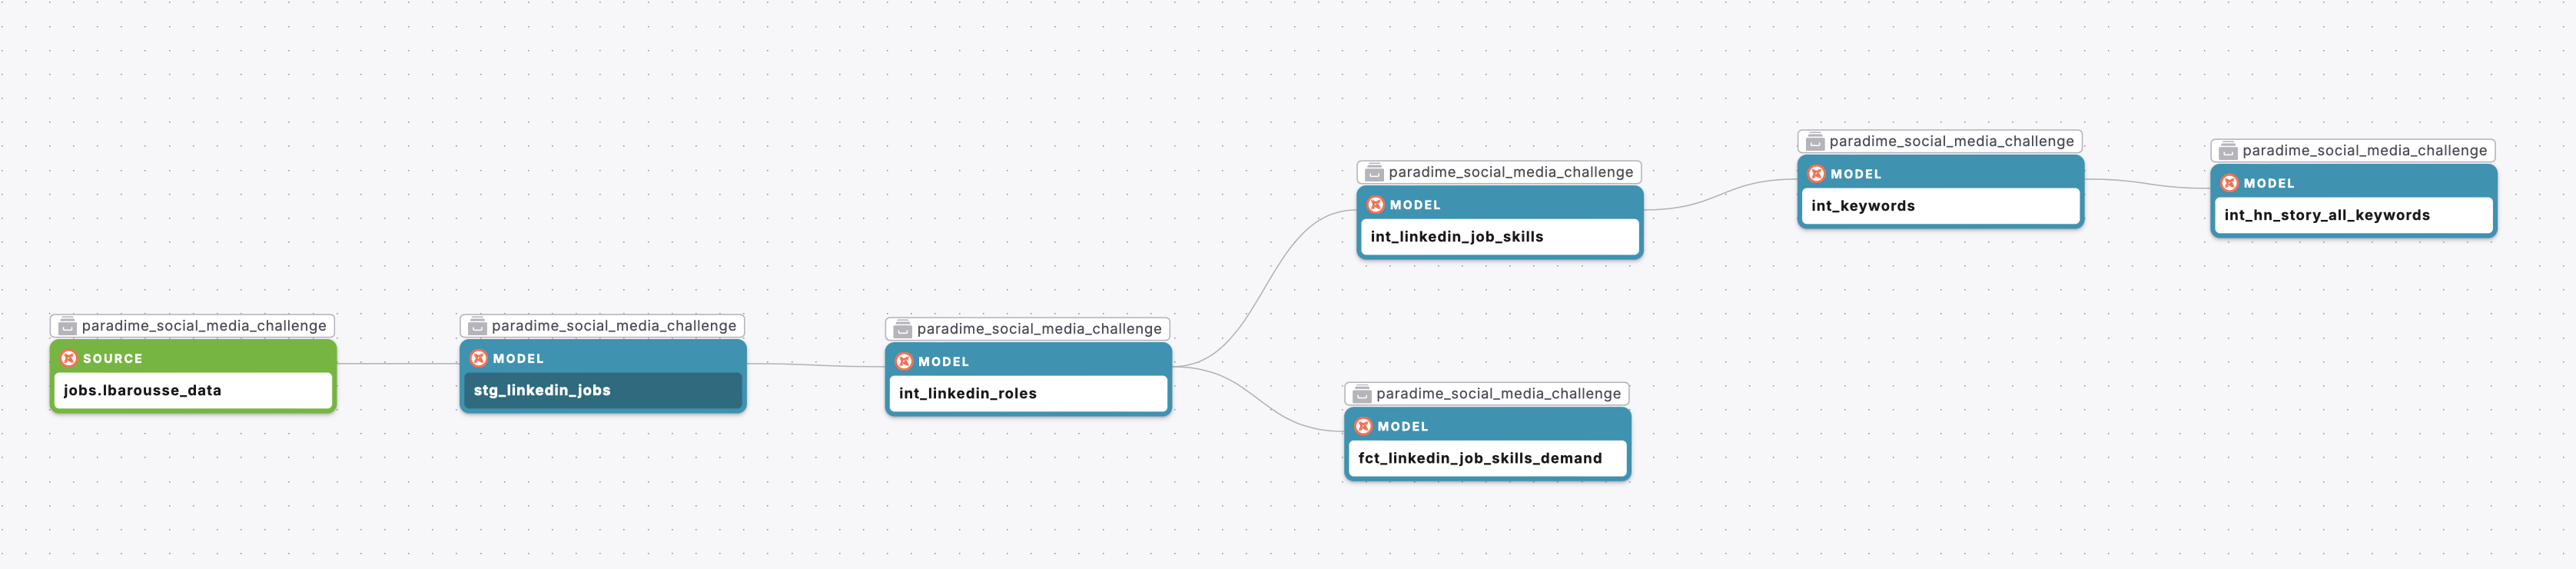 paradime_social_media_challenge
SOURCE
jobs.lbarousse_data
paradime_social_media_challenge
MODEL
stg_linkedin_jobs
paradime_social_media_challenge
MODEL
int_linkedin_roles
paradime_social_media_challenge
MODEL
int_linkedin_job_skills
paradime_social_media_challenge
MODEL
fct_linkedin_job_skills_demand
paradime_social_media_challenge
MODEL
int_keywords
paradime_social_media_challenge
MODEL
int_hn_story_all_keywords